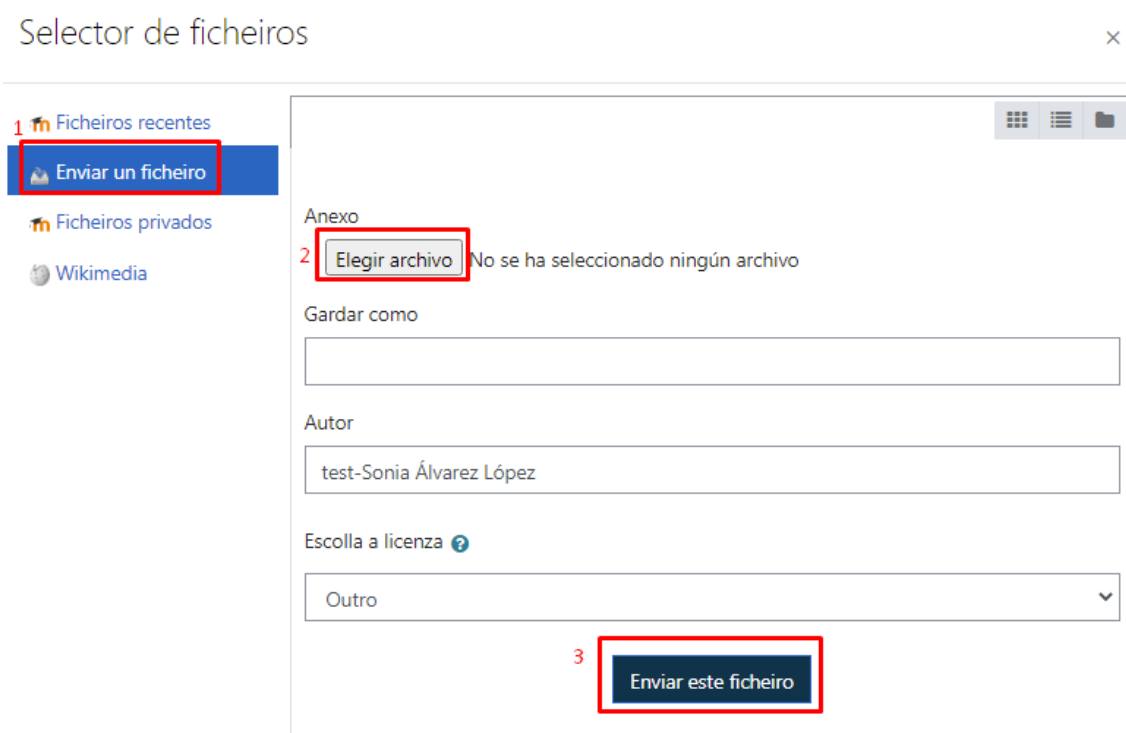 Selector de ficheiros
×
1 Ficheiros recentes
Enviar un ficheiro
Ficheiros privados
Wikimedia
Anexo
2 Elegir archivo No se ha seleccionado ningún archivo
Gardar como
Autor
test-Sonia Álvarez López
Escolla a licenza ?
Outro
3
Enviar este ficheiro